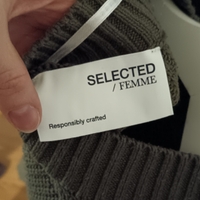 SELECTED
/ FEMME
Responsibly crafted